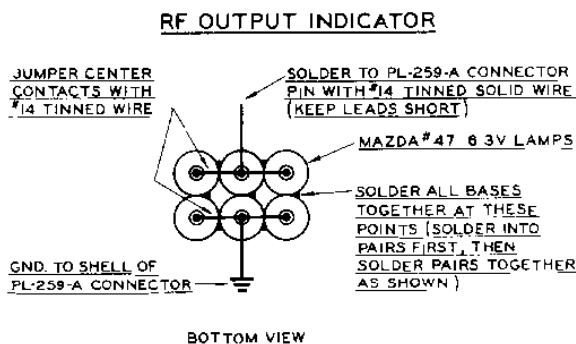 RF OUTPUT INDICATOR
JUMPER CENTER
CONTACTS WITH
#14 TINNED WIRE
SOLDER TO PL-259-A CONNECTOR
PIN WITH #14 TINNED SOLID WIRE
(KEEP LEADS SHORT)
MAZDA #47 6 3V LAMPS
SOLDER ALL BASES
TOGETHER AT THESE
POINTS (SOLDER INTO
PAIRS FIRST, THEN
SOLDER PAIRS TOGETHER
AS SHOWN)
GND. TO SHELL OF
PL-259-A CONNECTOR
BOTTOM VIEW